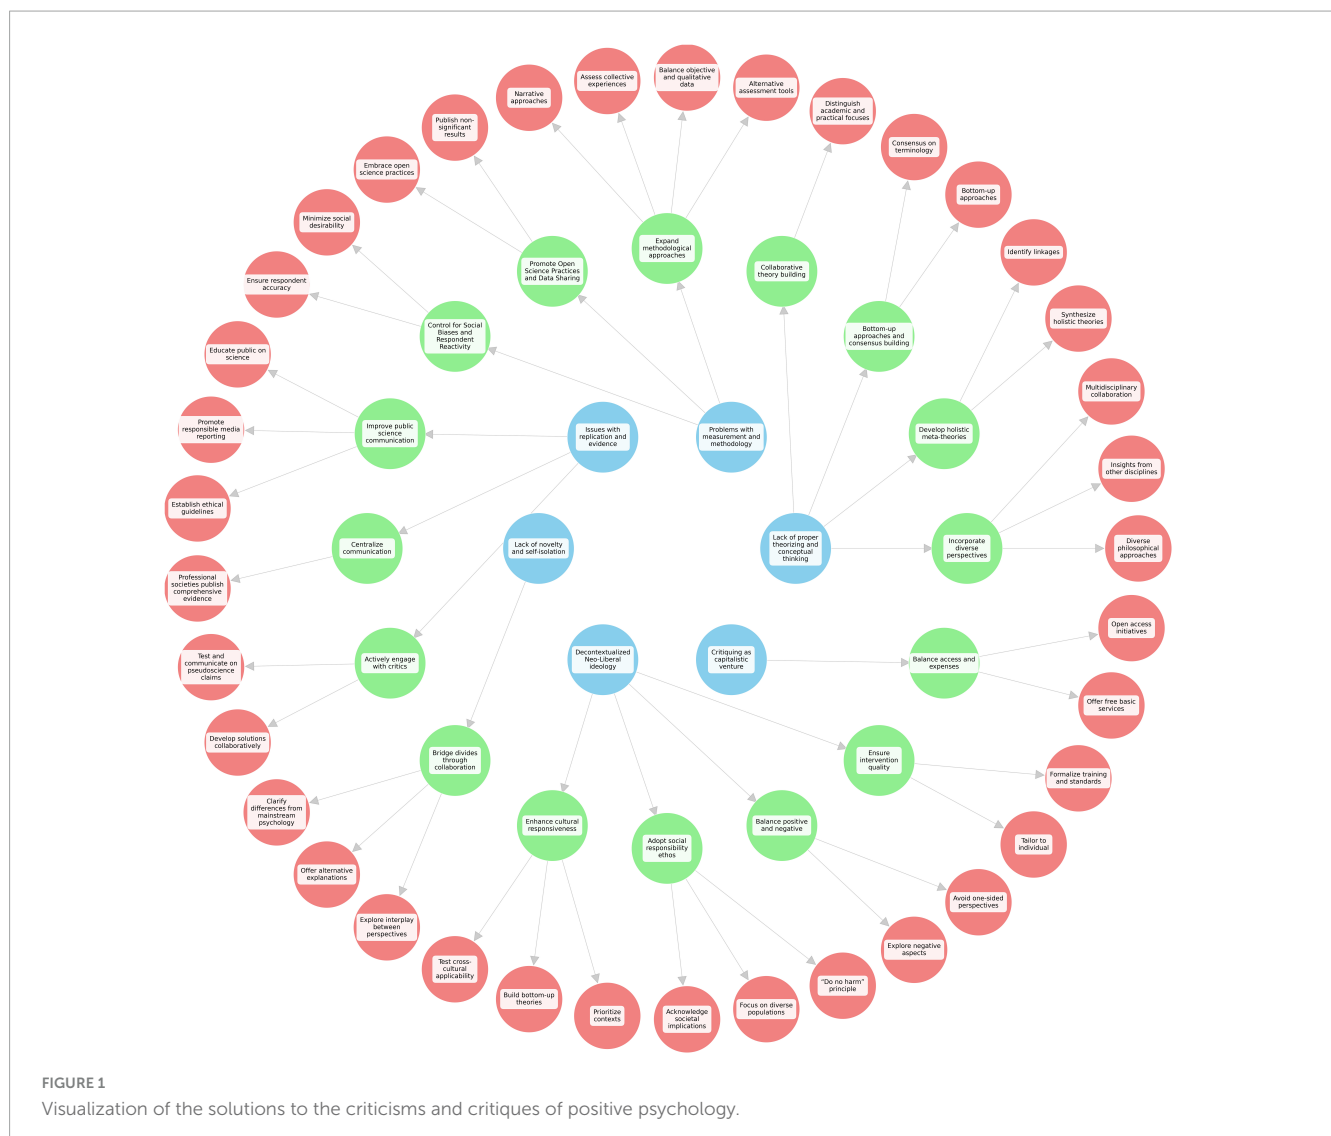 Balance objective
and qualitative
data
Assess collective
experiences
Alternative
assessment tools
Narrative
approaches
Distinguish
academic and
practical focuses
Publish non-
significant
results
Consensus on
terminology
Embrace open
science practices
Bottom-up
approaches
Minimize social
desirability
Expand
methodological
approaches
Identify linkages
Promote Open
Science Practices
and Data Sharing
Collaborative
theory building
Ensure respondent
accuracy
Synthesize
holistic theories
Control for Social
Biases and
Respondent
Reactivity
Bottom-up
approaches and
consensus building
Educate public on
science
Multidisciplinary
collaboration
Promote
responsible media
reporting
Improve public
science
communication
Issues with
replication and
evidence
Problems with
measurement and
methodology
Develop holistic
meta-theories
Insights from
other disciplines
Establish ethical
guidelines
Centralize
communication
Lack of novelty
and self-isolation
Lack of proper
theorizing and
conceptual
thinking
Incorporate
diverse
perspectives
Diverse
philosophical
approaches
Professional
societies publish
comprehensive
evidence
Open access
initiatives
Test and
communicate on
pseudoscience
claims
Actively engage
with critics
Decontextualized
Neo-Liberal
ideology
Critiquing as
capitalistic
venture
Balance access and
expenses
Offer free basic
services
Develop solutions
collaboratively
Bridge divides
through
collaboration
Ensure
intervention
quality
Formalize training
and standards
Clarify
differences from
mainstream
psychology
Enhance cultural
responsiveness
Adopt social
responsibility
ethos
Balance positive
and negative
Tailor to
individual
Offer alternative
explanations
Avoid one-sided
perspectives
Explore interplay
between
perspectives
Explore negative
aspects
Test cross-
cultural
applicability
"Do no harm"
principle
Build bottom-up
theories
Prioritize
contexts
Acknowledge
societal
implications
Focus on diverse
populations
FIGURE 1
Visualization of the solutions to the criticisms and critiques of positive psychology.